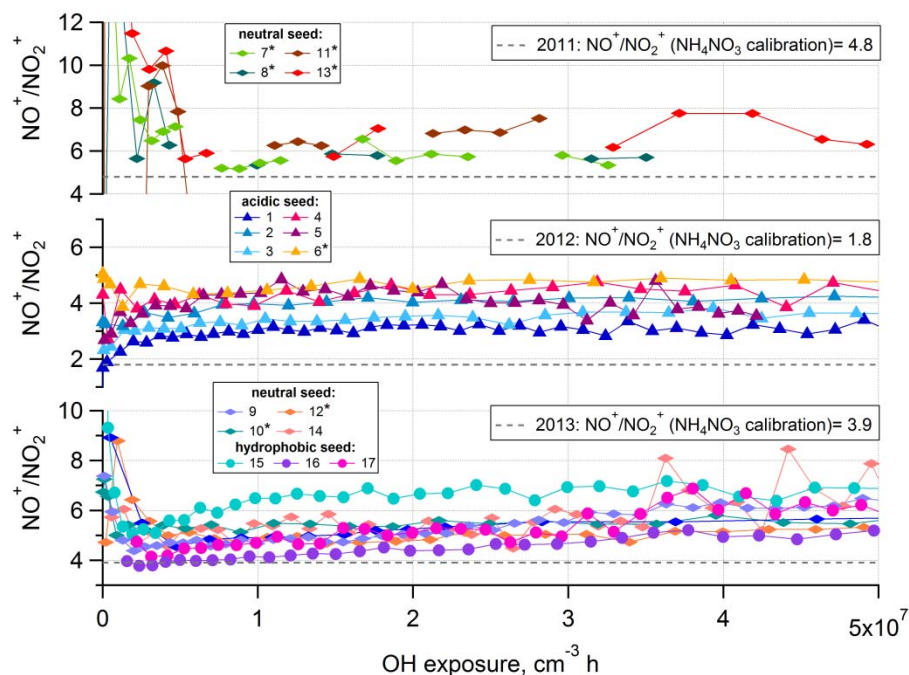 12
10
8
6
4
NO⁺/NO₂⁺
neutral seed:
7* 11*
8* 13*
2011: NO⁺/NO₂⁺ (NH₄NO₃ calibration)= 4.8
6
4
2
NO⁺/NO₂⁺
acidic seed:
1 4
2 5
3 6*
2012: NO⁺/NO₂⁺ (NH₄NO₃ calibration)= 1.8
10
8
6
4
NO⁺/NO₂⁺
neutral seed:
9 12*
10* 14
hydrophobic seed:
15 16 17
2013: NO⁺/NO₂⁺ (NH₄NO₃ calibration)= 3.9
0 1 2 3 4 5x10⁷
OH exposure, cm⁻³ h